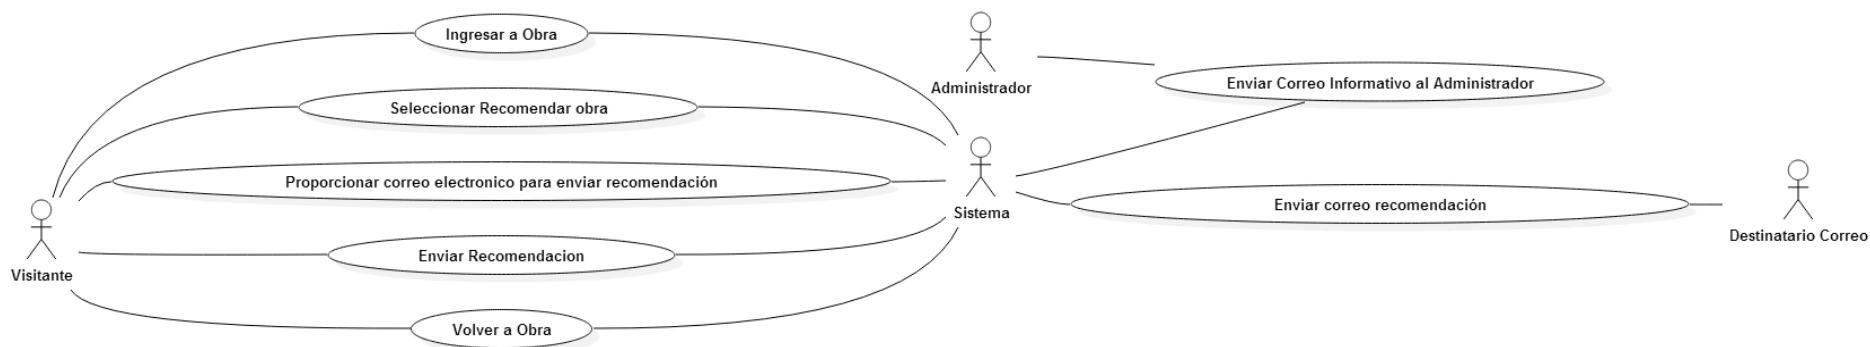 Ingresar a Obra
Seleccionar Recomendar obra
Proporcionar correo electronico para enviar recomendación
Enviar Recomendacion
Volver a Obra
Visitante
Administrador
Sistema
Enviar Correo Informativo al Administrador
Enviar correo recomendación
Destinatario Correo